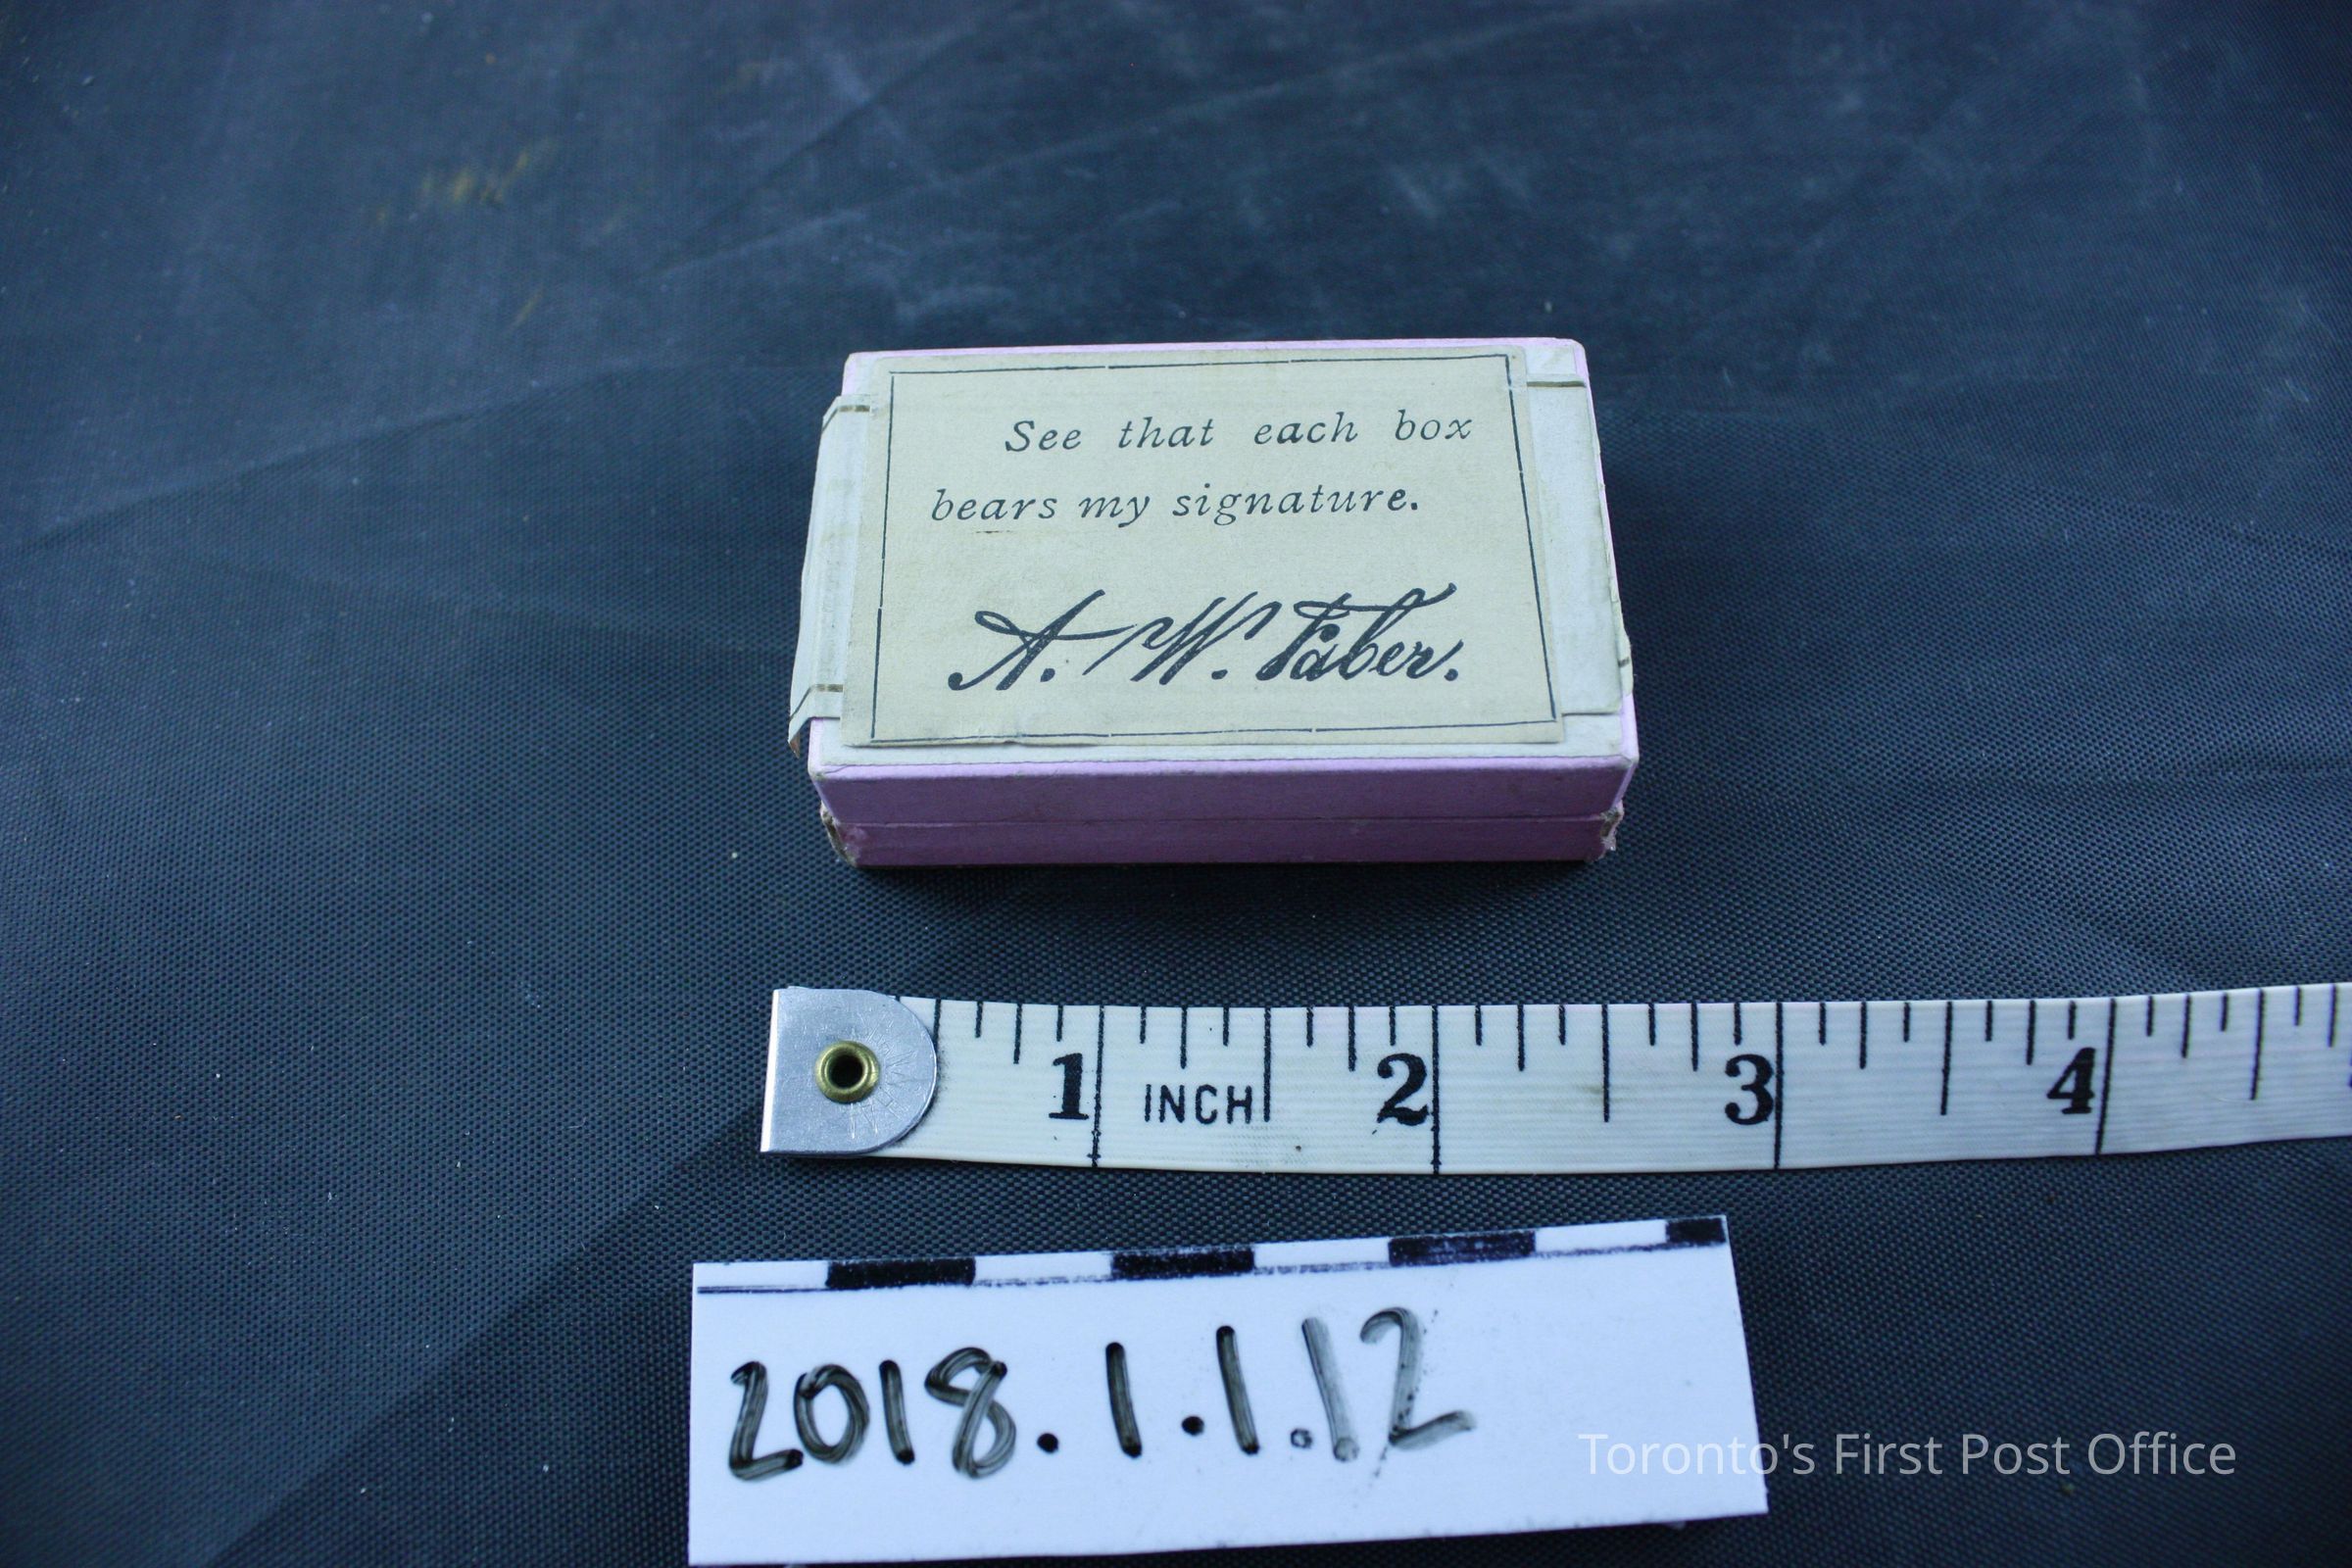 See that each box
bears my signature.
A. W. Faber.
1 INCH 2 3 4
2018.1.1.12
Toronto's First Post Office